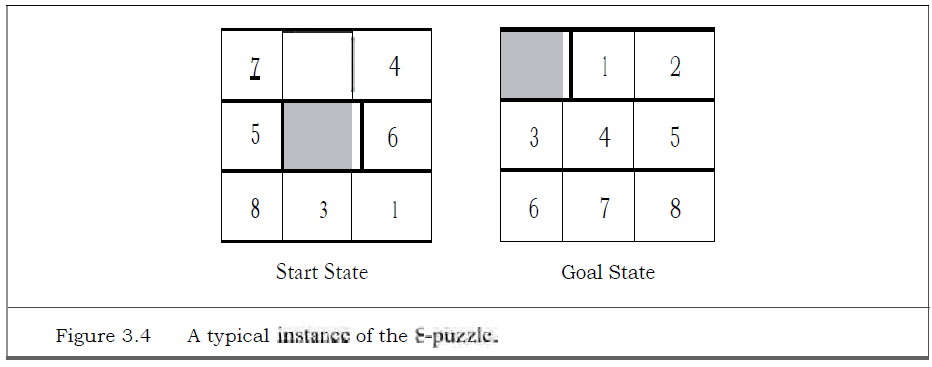 7 4 1 2
5 6 3 4 5
8 3 1 6 7 8
Start State Goal State
Figure 3.4 A typical instance of the 8-puzzle.